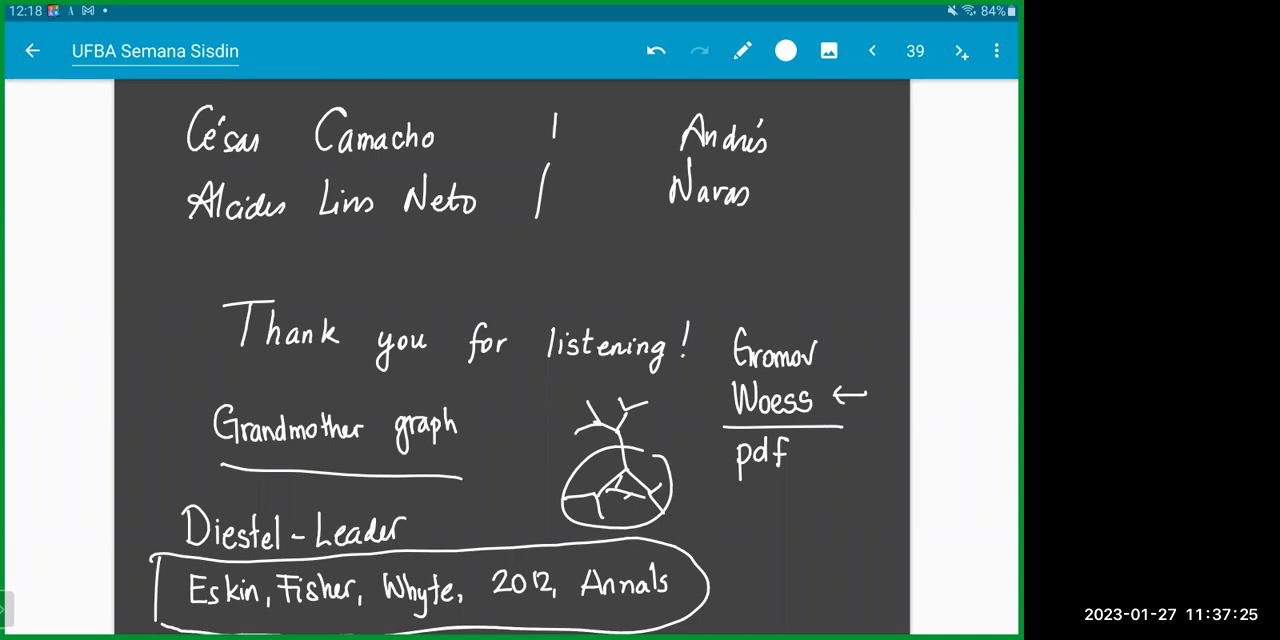 12:18 84%
UFBA Semana Sisdin 39
César Camacho | Andrés
Alcides Lins Neto / Navas
Thank you for listening!
Gromov
Woess ←
pdf
Grandmother graph
Diestel-Leader
Eskin, Fisher, Whyte, 2012, Annals
2023-01-27 11:37:25